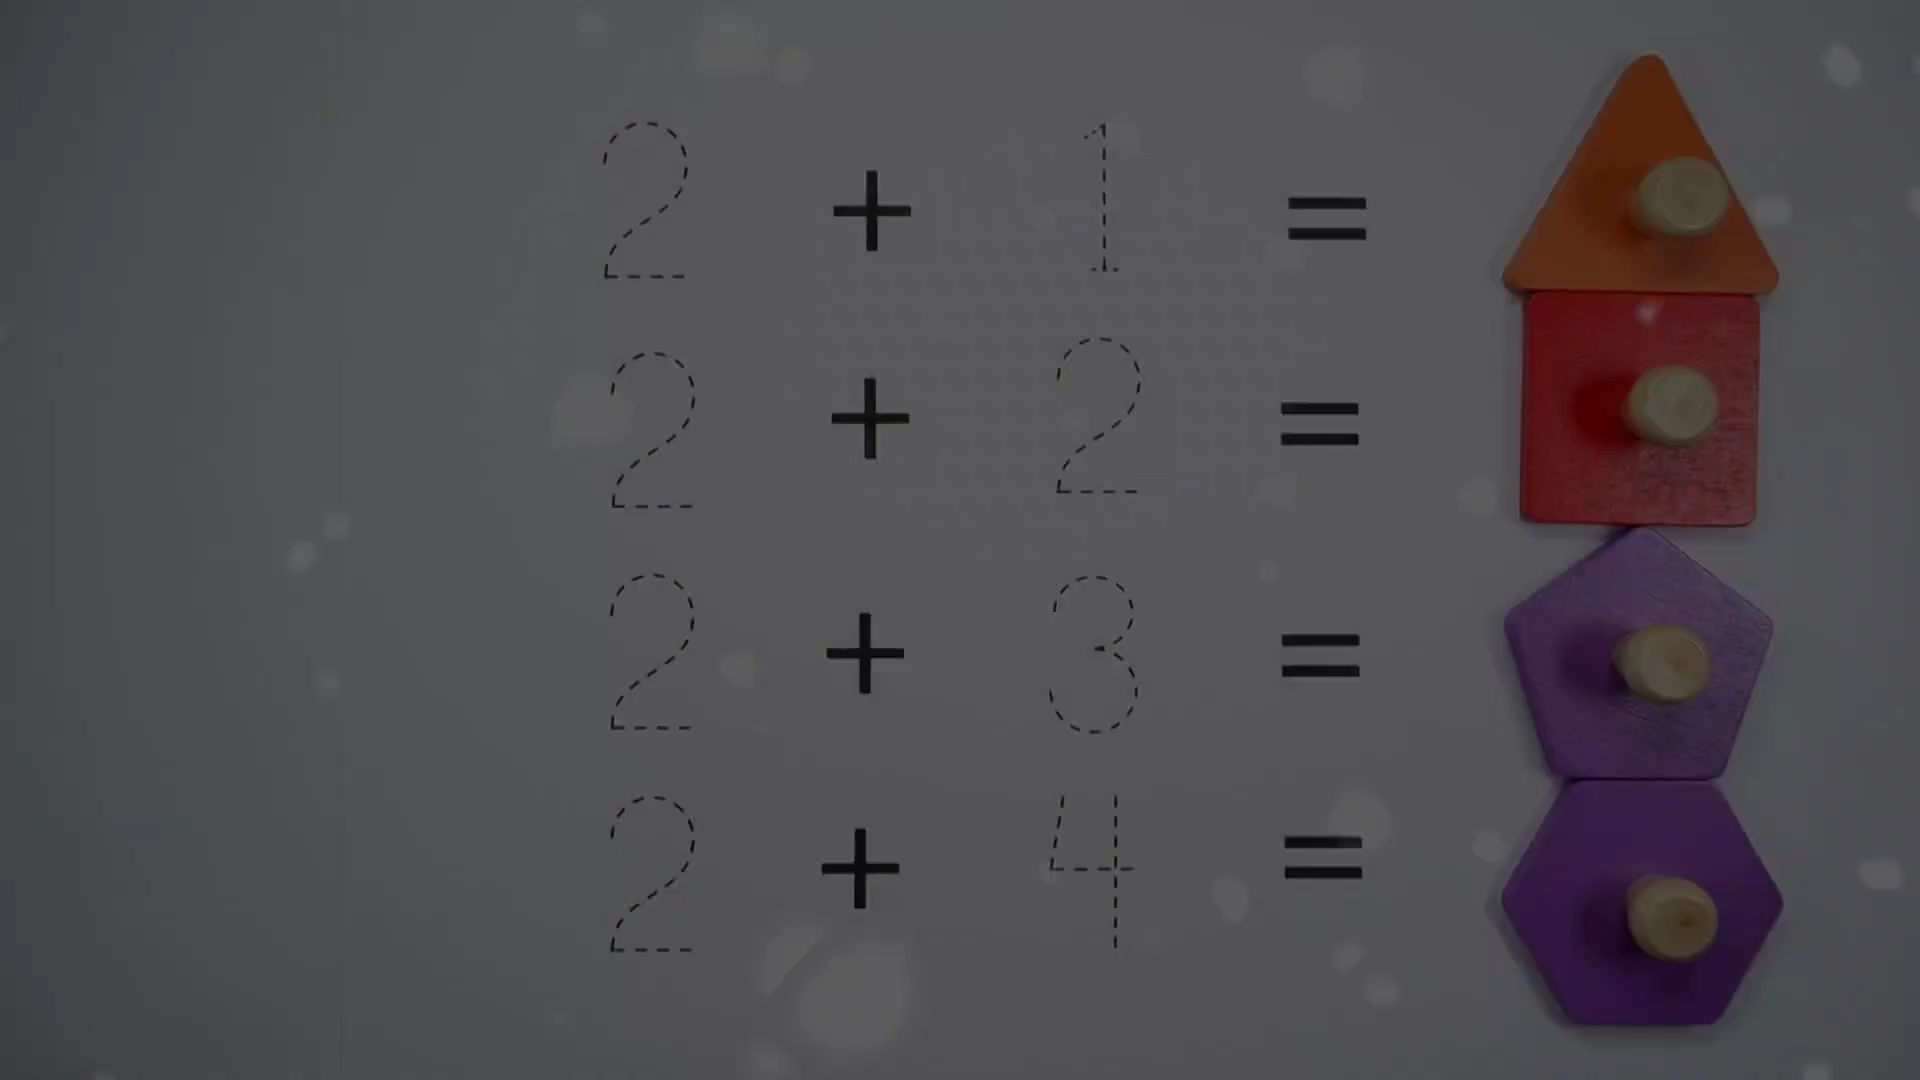 2 + 1 =
2 + 2 =
2 + 3 =
2 + 4 =